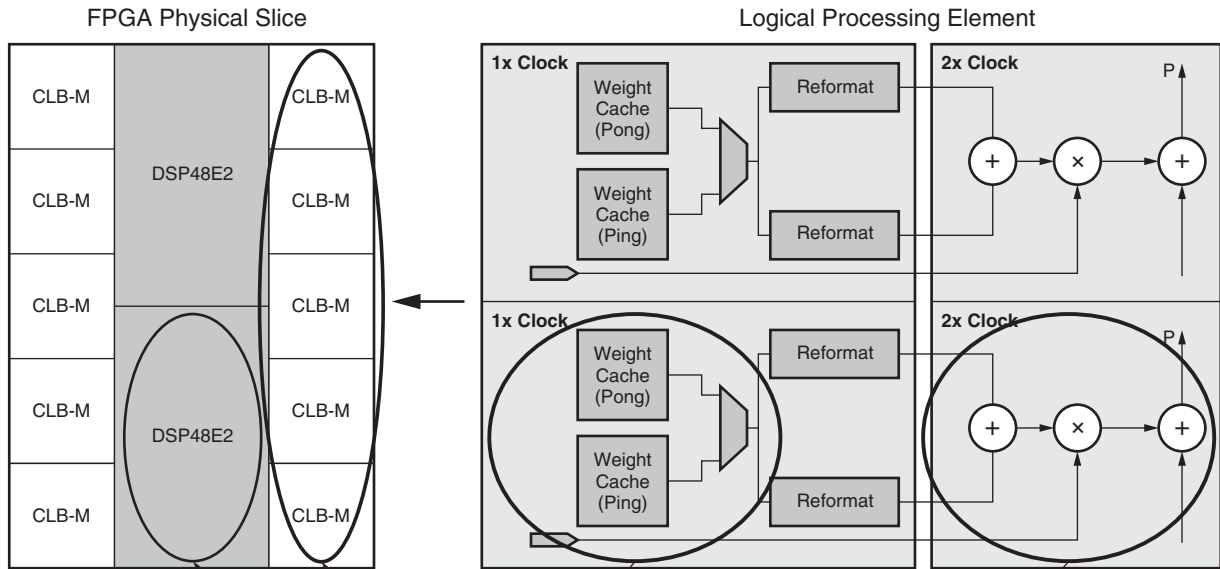 FPGA Physical Slice
CLB-M
CLB-M
CLB-M
CLB-M
CLB-M
DSP48E2
DSP48E2
CLB-M
CLB-M
CLB-M
CLB-M
CLB-M
Logical Processing Element
1x Clock
Weight
Cache
(Pong)
Weight
Cache
(Ping)
Reformat
Reformat
2x Clock
P
+
×
+
1x Clock
Weight
Cache
(Pong)
Weight
Cache
(Ping)
Reformat
Reformat
2x Clock
P
+
×
+